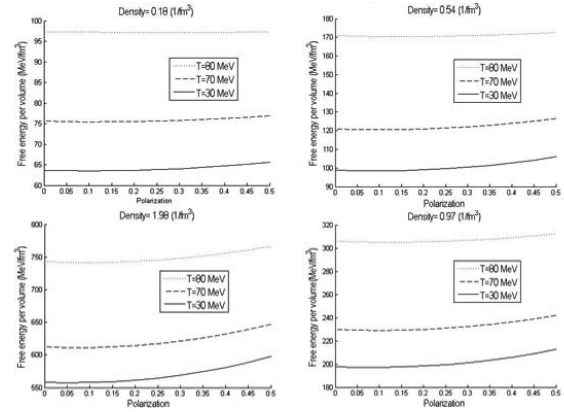 Density= 0.18 (1/fm³)
Free energy per volume (MeV/fm³)
100
95
90
85
80
75
70
65
60
T=80 MeV
T=70 MeV
T=30 MeV
0 0.05 0.1 0.15 0.2 0.25 0.3 0.35 0.4 0.45 0.5
Polarization
Density= 0.54 (1/fm³)
Free energy per volume (MeV/fm³)
180
170
160
150
140
130
120
110
100
90
T=80 MeV
T=70 MeV
T=30 MeV
0 0.05 0.1 0.15 0.2 0.25 0.3 0.35 0.4 0.45 0.5
Polarization
Density= 1.98 (1/fm³)
Free energy per volume (MeV/fm³)
800
750
700
650
600
550
T=80 MeV
T=70 MeV
T=30 MeV
0 0.05 0.1 0.15 0.2 0.25 0.3 0.35 0.4 0.45 0.5
Polarization
Density= 0.97 (1/fm³)
Free energy per volume(MeV/fm³)
320
300
280
260
240
220
200
180
T=80 MeV
T=70 MeV
T=30 MeV
0 0.05 0.1 0.15 0.2 0.25 0.3 0.35 0.4 0.45 0.5
Polarization